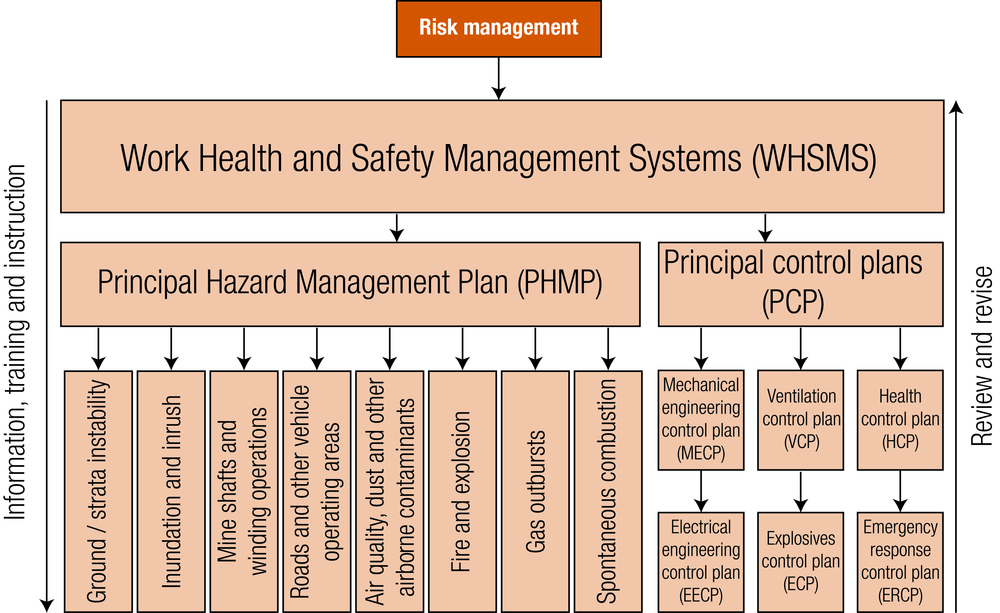 Risk management
Work Health and Safety Management Systems (WHSMS)
Information, training and instruction
Review and revise
Principal Hazard Management Plan (PHMP)
Principal control plans
(PCP)
Ground / strata instability
Inundation and inrush
Mine shafts and
winding operations
Roads and other vehicle
operating areas
Air quality, dust and other
airborne contaminants
Fire and explosion
Gas outbursts
Spontaneous combustion
Mechanical
engineering
control plan
(MECP)
Ventilation
control plan
(VCP)
Health
control plan
(HCP)
Electrical
engineering
control plan
(EECP)
Explosives
control plan
(ECP)
Emergency
response
control plan
(ERCP)